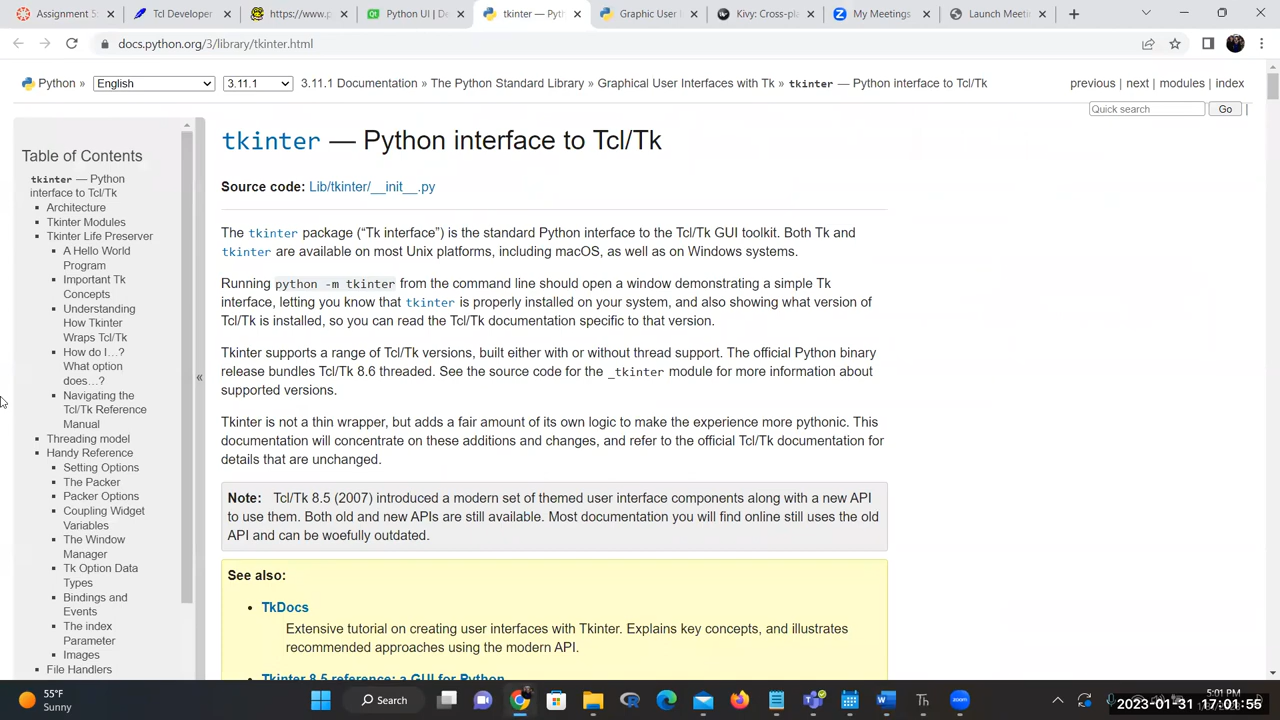 Assignment 5:
Tcl Developer
https://www.p
Python UI | De
tkinter — Pyth
Graphic User I
Kivy: Cross-pl
My Meetings
Launch Meeti
docs.python.org/3/library/tkinter.html
Python » English 3.11.1 3.11.1 Documentation » The Python Standard Library » Graphical User Interfaces with Tk » tkinter — Python interface to Tcl/Tk
previous | next | modules | index
Quick search Go |
Table of Contents
tkinter — Python
interface to Tcl/Tk
Architecture
Tkinter Modules
Tkinter Life Preserver
A Hello World
Program
Important Tk
Concepts
Understanding
How Tkinter
Wraps Tcl/Tk
How do I…?
What option
does…?
Navigating the
Tcl/Tk Reference
Manual
Threading model
Handy Reference
Setting Options
The Packer
Packer Options
Coupling Widget
Variables
The Window
Manager
Tk Option Data
Types
Bindings and
Events
The index
Parameter
Images
File Handlers
«
tkinter — Python interface to Tcl/Tk
Source code: Lib/tkinter/__init__.py
The tkinter package (“Tk interface”) is the standard Python interface to the Tcl/Tk GUI toolkit. Both Tk and
tkinter are available on most Unix platforms, including macOS, as well as on Windows systems.
Running python -m tkinter from the command line should open a window demonstrating a simple Tk
interface, letting you know that tkinter is properly installed on your system, and also showing what version of
Tcl/Tk is installed, so you can read the Tcl/Tk documentation specific to that version.
Tkinter supports a range of Tcl/Tk versions, built either with or without thread support. The official Python binary
release bundles Tcl/Tk 8.6 threaded. See the source code for the _tkinter module for more information about
supported versions.
Tkinter is not a thin wrapper, but adds a fair amount of its own logic to make the experience more pythonic. This
documentation will concentrate on these additions and changes, and refer to the official Tcl/Tk documentation for
details that are unchanged.
Note: Tcl/Tk 8.5 (2007) introduced a modern set of themed user interface components along with a new API
to use them. Both old and new APIs are still available. Most documentation you will find online still uses the old
API and can be woefully outdated.
See also:
TkDocs
Extensive tutorial on creating user interfaces with Tkinter. Explains key concepts, and illustrates
recommended approaches using the modern API.
Tkinter 8.5 reference: a GUI for Python
55°F
Sunny
Search
5:01 PM
2023-01-31 17:01:55